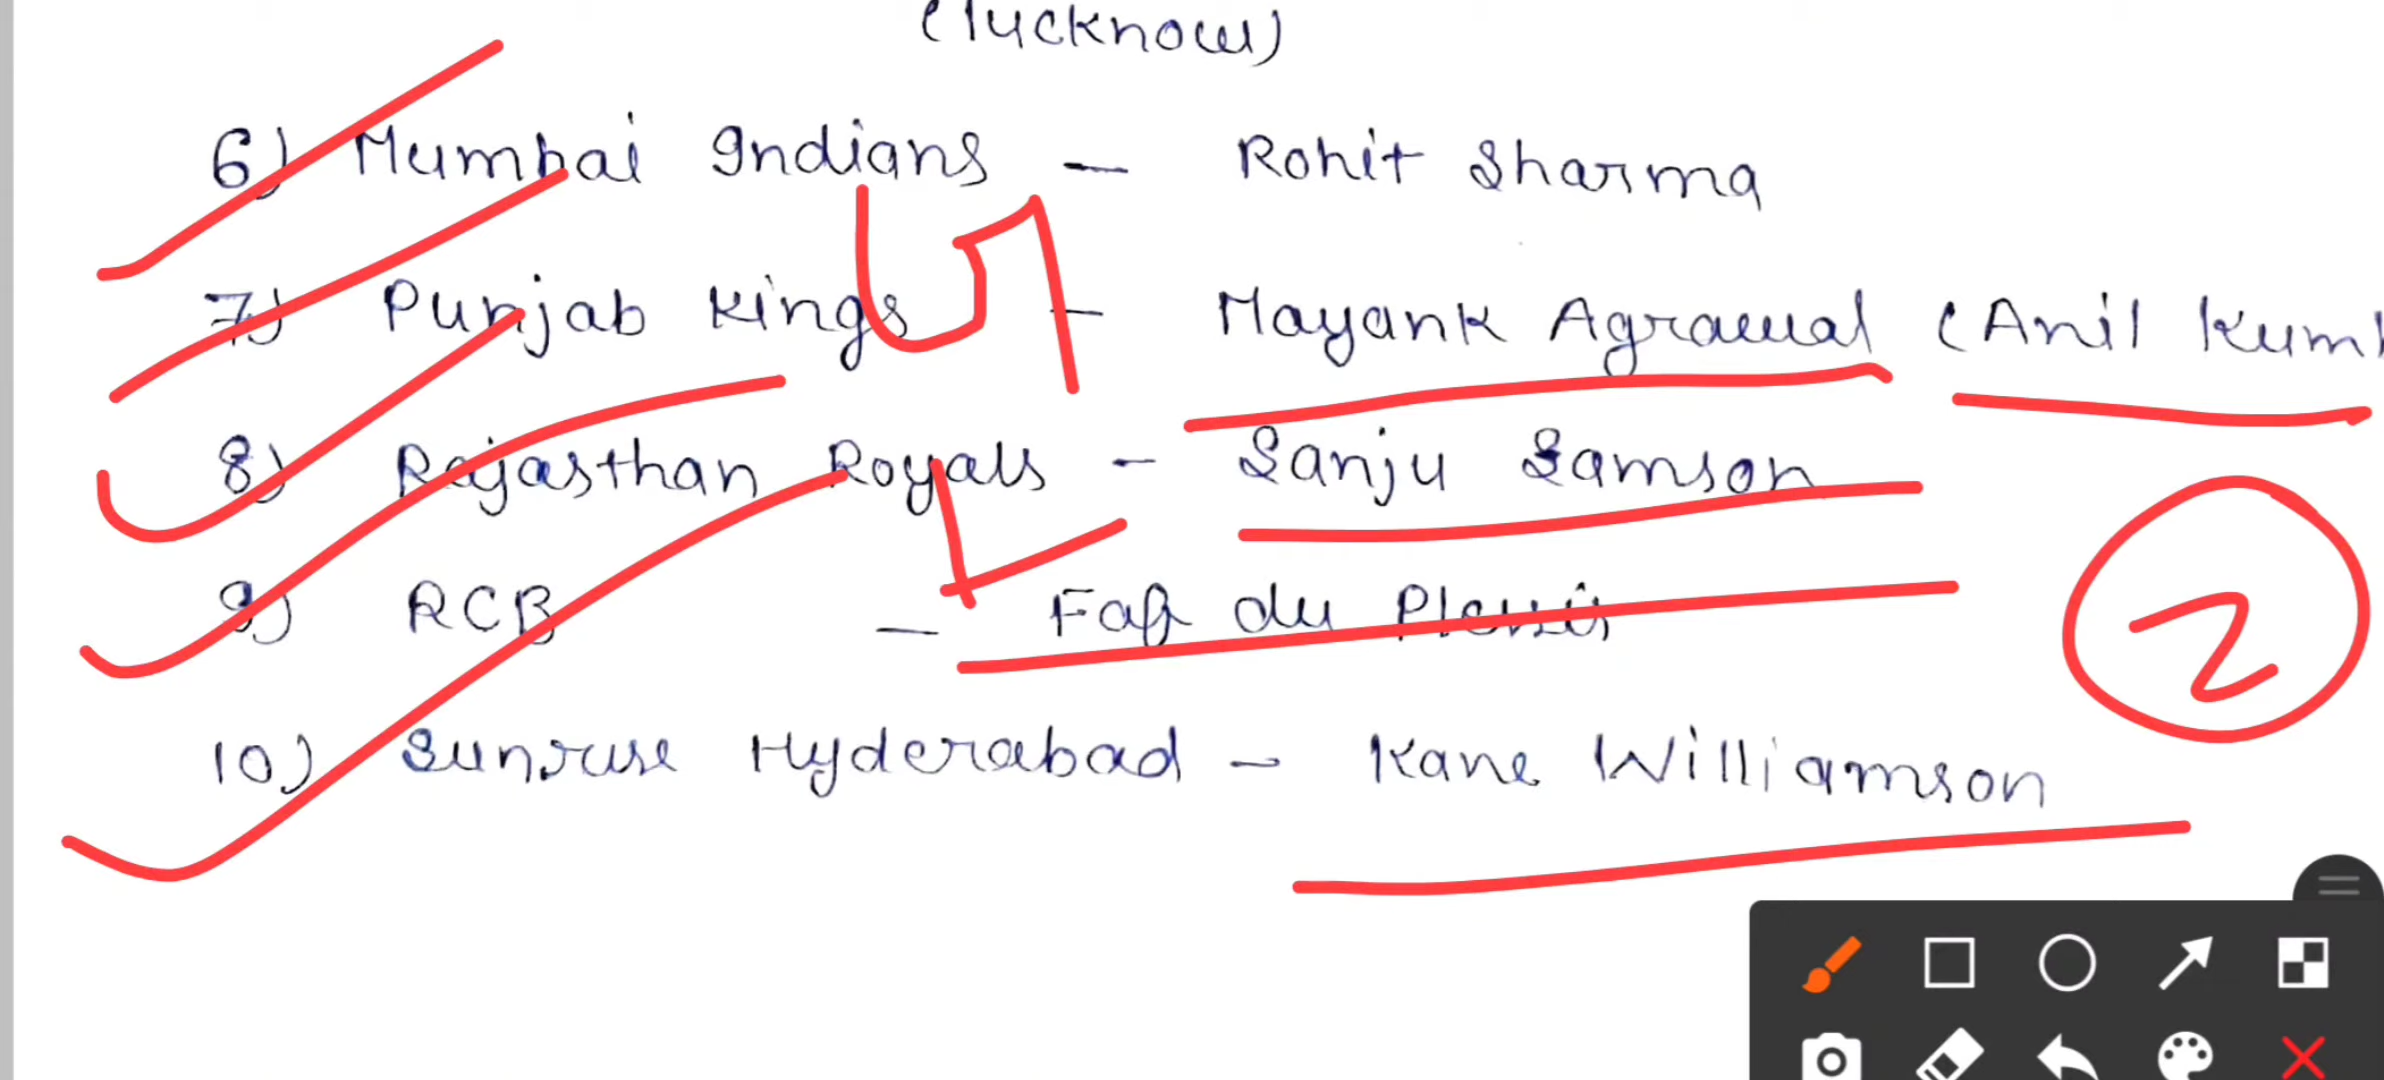 (lucknow)
6) Mumbai Indians - Rohit Sharma
7) Punjab Kings - Mayank Agrawal (Anil Kum
8) Rajasthan Royals - Sanju Samson
9) RCB - Faf du Plessis
10) Sunrise Hyderabad - Kane Williamson
2